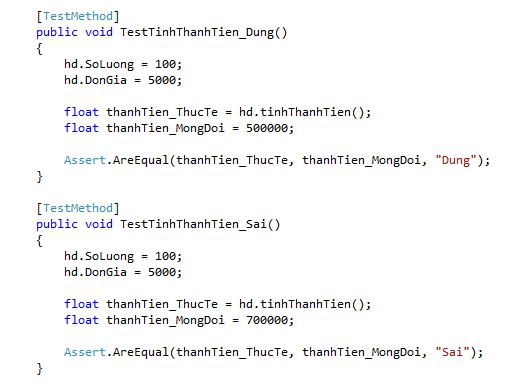 [TestMethod]
public void TestTinhThanhTien_Dung()
{
hd.SoLuong = 100;
hd.DonGia = 5000;
float thanhTien_ThucTe = hd.tinhThanhTien();
float thanhTien_MongDoi = 500000;
Assert.AreEqual(thanhTien_ThucTe, thanhTien_MongDoi, "Dung");
}
[TestMethod]
public void TestTinhThanhTien_Sai()
{
hd.SoLuong = 100;
hd.DonGia = 5000;
float thanhTien_ThucTe = hd.tinhThanhTien();
float thanhTien_MongDoi = 700000;
Assert.AreEqual(thanhTien_ThucTe, thanhTien_MongDoi, "Sai");
}